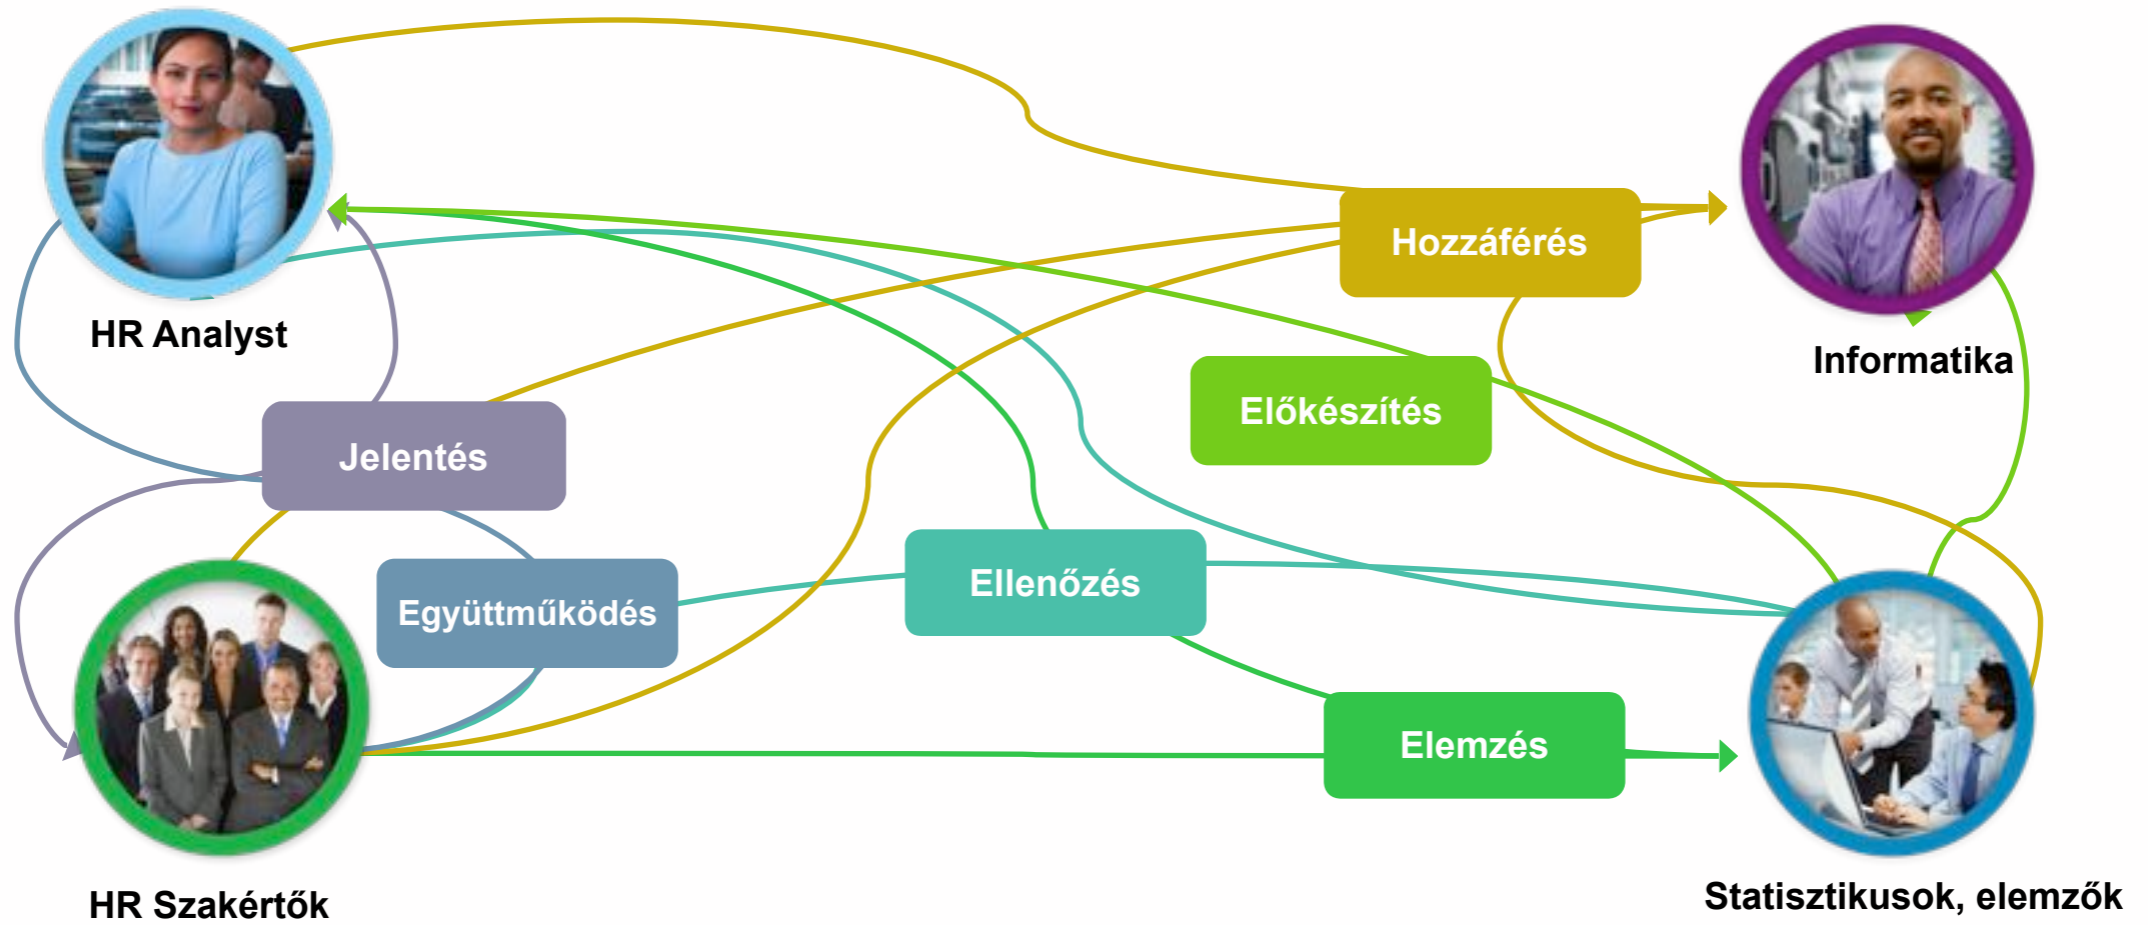 HR Analyst
Informatika
Hozzáférés
Előkészítés
Jelentés
Ellenőzés
Együttműködés
Elemzés
HR Szakértők
Statisztikusok, elemzők